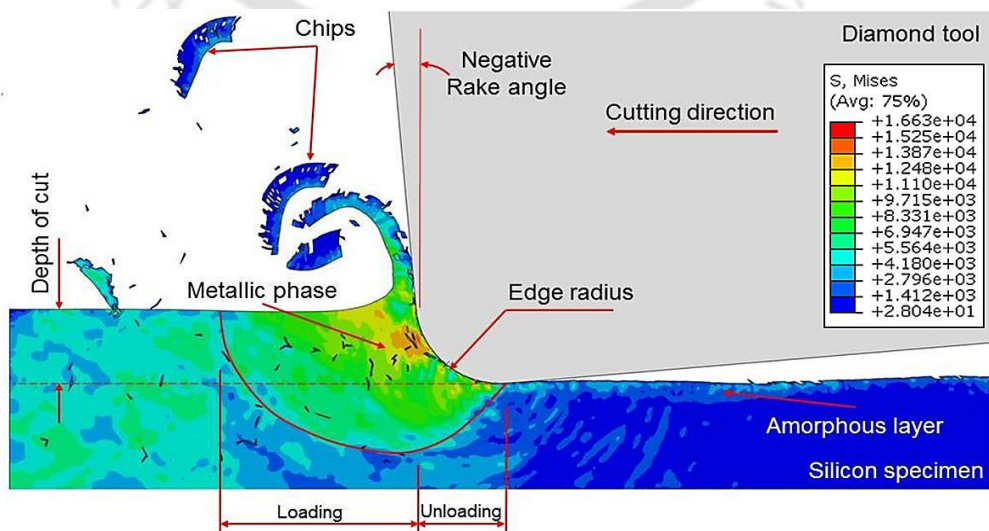 Chips
Diamond tool
Negative
Rake angle
S, Mises
(Avg: 75%)
+1.663e+04
+1.525e+04
+1.387e+04
+1.248e+04
+1.110e+04
+9.715e+03
+8.331e+03
+6.947e+03
+5.564e+03
+4.180e+03
+2.796e+03
+1.412e+03
+2.804e+01
Cutting direction
Depth of cut
Metallic phase
Edge radius
Amorphous layer
Silicon specimen
Loading
Unloading